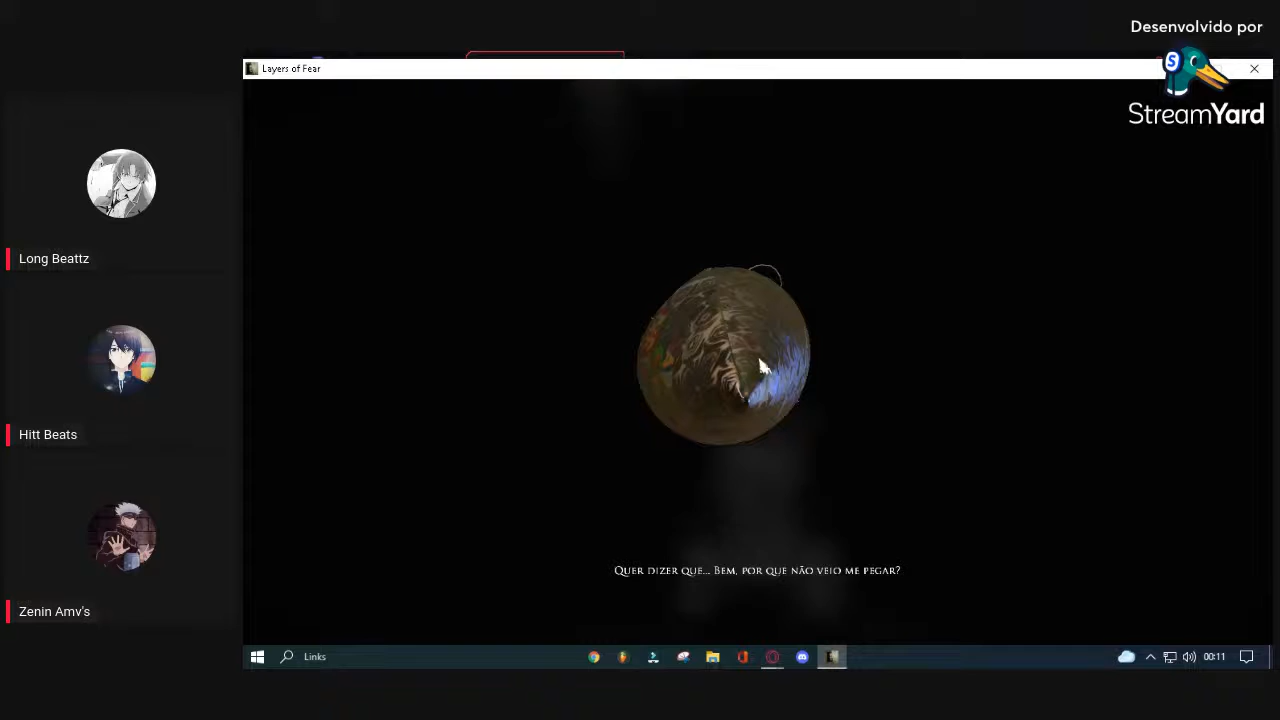 Desenvolvido por
StreamYard
Layers of Fear
Long Beattz
Hitt Beats
Zenin Amv's
Quer dizer que... Bem, por que não veio me pegar?
Links
00:11